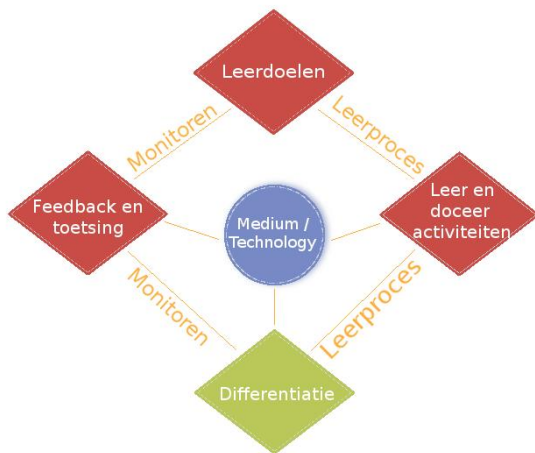 Leerdoelen
Monitoren
Leerproces
Feedback en
toetsing
Medium /
Technology
Leer en
doceer
activiteiten
Monitoren
Leerproces
Differentiatie